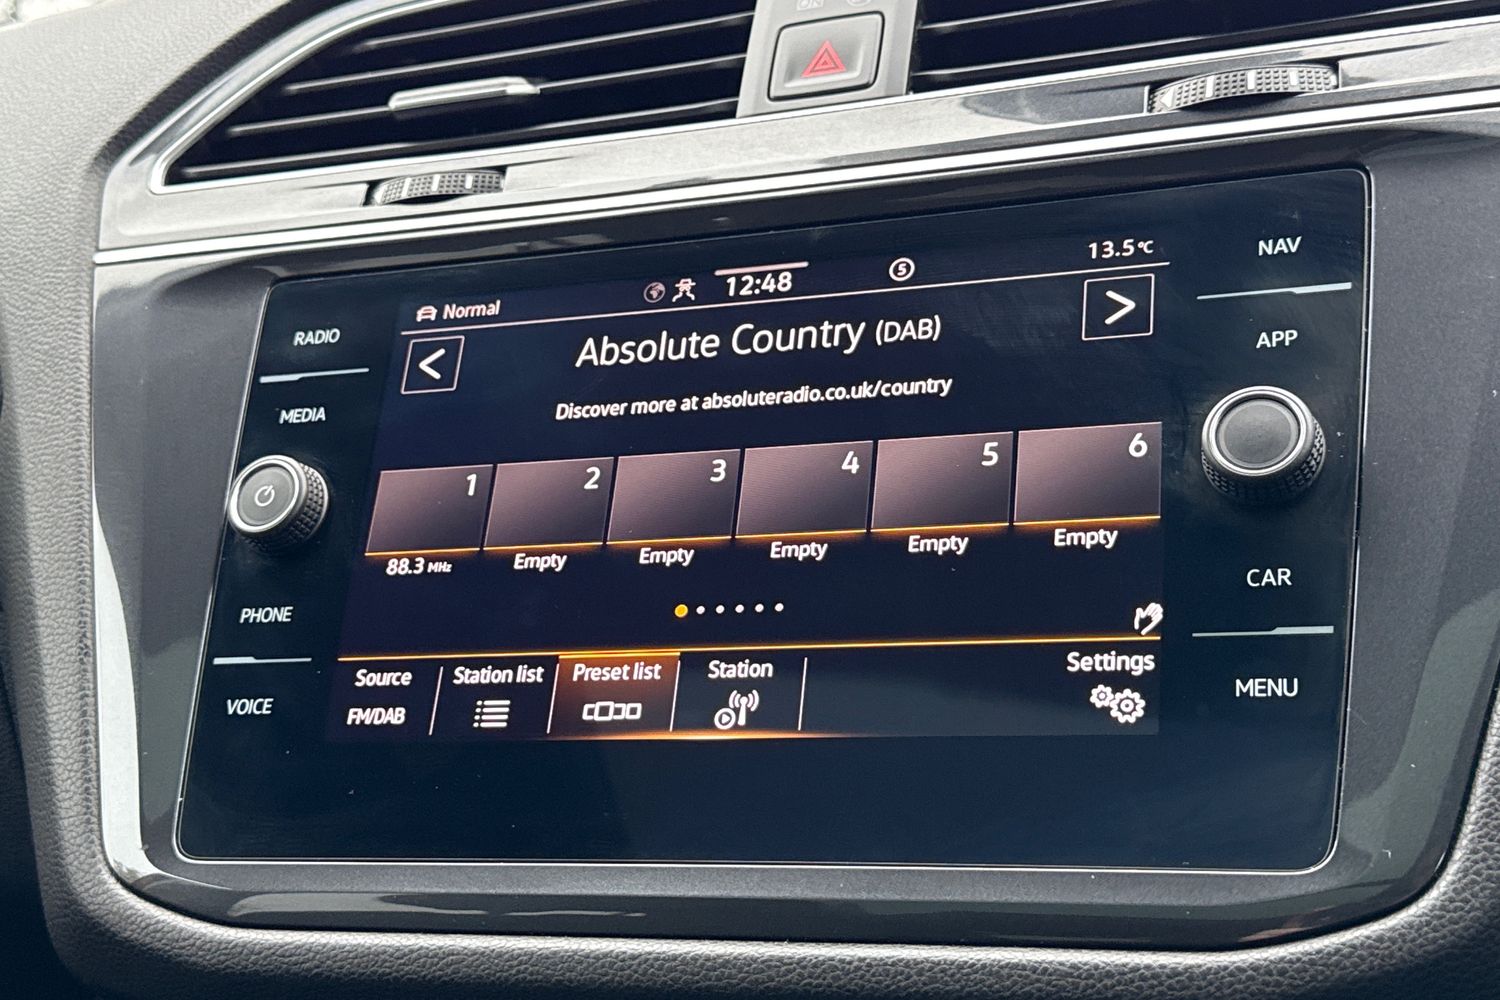 Normal
12:48
5
13.5°C
NAV
RADIO
<
Absolute Country (DAB)
>
APP
MEDIA
Discover more at absoluteradio.co.uk/country
1
2
3
4
5
6
88.3 MHz
Empty
Empty
Empty
Empty
Empty
CAR
PHONE
Source
Station list
Preset list
Station
Settings
FM/DAB
MENU
VOICE